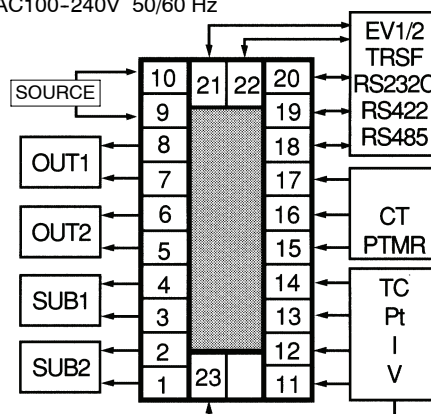 AC100-240V 50/60 Hz
EV1/2
TRSF
RS232C
RS422
RS485
SOURCE
10
21
22
20
9
19
OUT1
8
18
7
17
CT
PTMR
OUT2
6
16
5
15
TC
Pt
I
V
SUB1
4
14
3
13
SUB2
2
12
1
23
11